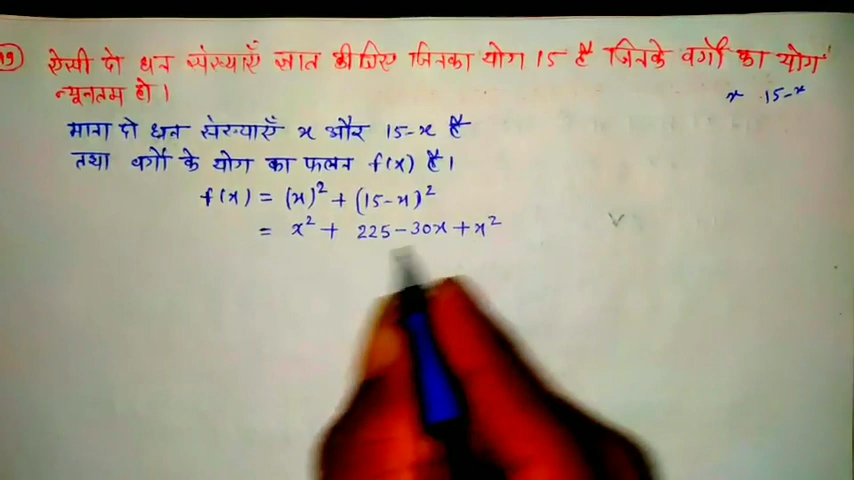 19 ऐसी दो धन संख्याएँ ज्ञात कीजिए जिनका योग 15 है जिनके वर्गों का योग
न्यूनतम हो।
x 15-x
माना दो धन संख्याएँ x और 15-x है
तथा वर्गों के योग का फलन f(x) है।
f(x) = (x)² + (15-x)²
= x² + 225-30x+x²